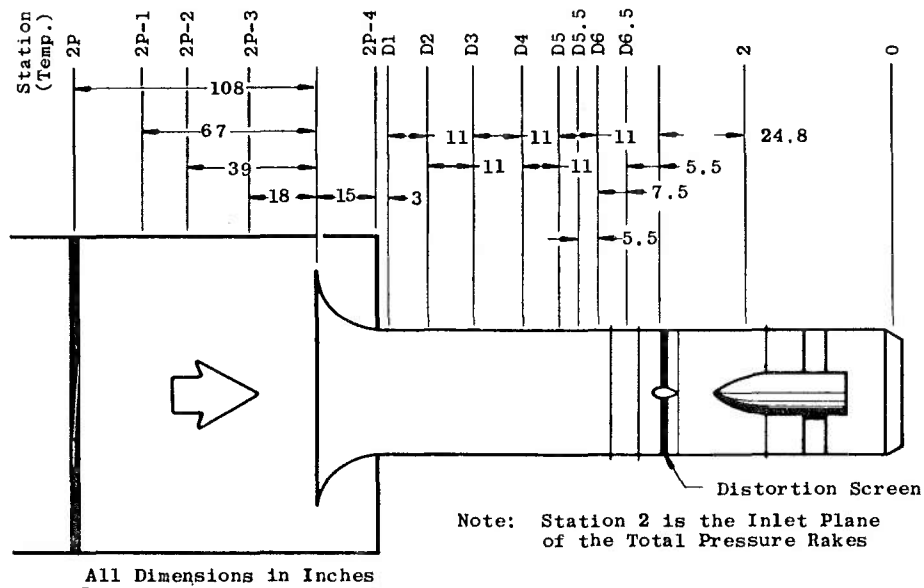 Station
(Temp.)
2P
2P-1
2P-2
2P-3
2P-4
D1
D2
D3
D4
D5
D5.5
D6
D6.5
2
0
108
67
39
18
15
3
11
11
11
24.8
11
11
5.5
7.5
5.5
Distortion Screen
Note: Station 2 is the Inlet Plane
of the Total Pressure Rakes
All Dimensions in Inches